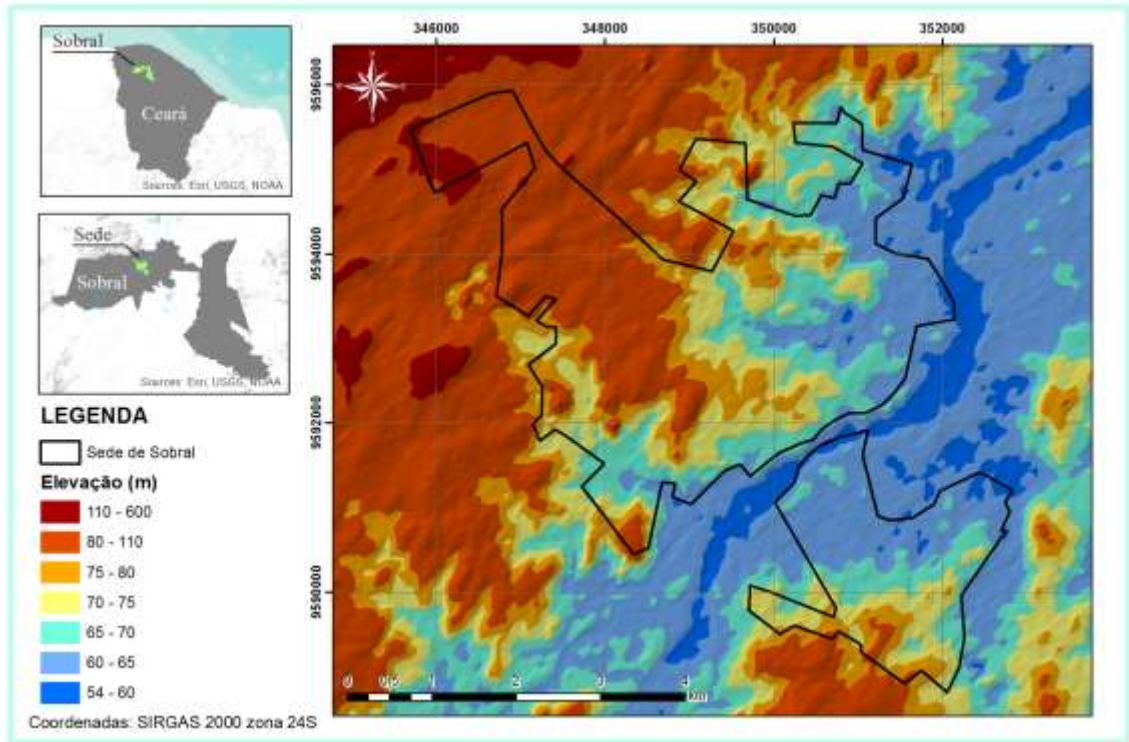 Sobral
Ceará
Sources: Esri, USGS, NOAA
Sede
Sobral
Sources: Esri, USGS, NOAA
LEGENDA
Sede de Sobral
Elevação (m)
110 - 600
80 - 110
75 - 80
70 - 75
65 - 70
60 - 65
54 - 60
Coordenadas: SIRGAS 2000 zona 24S
346000 348000 350000 352000
9596000
9594000
9592000
9590000
0 0,5 1 2 3 4
km